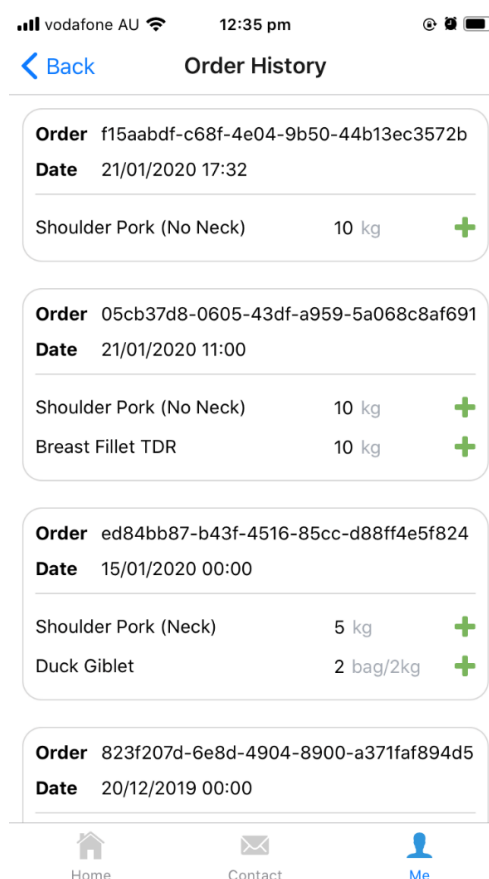 vodafone AU 12:35 pm
Back Order History
Order f15aabdf-c68f-4e04-9b50-44b13ec3572b
Date 21/01/2020 17:32
Shoulder Pork (No Neck) 10 kg
Order 05cb37d8-0605-43df-a959-5a068c8af691
Date 21/01/2020 11:00
Shoulder Pork (No Neck) 10 kg
Breast Fillet TDR 10 kg
Order ed84bb87-b43f-4516-85cc-d88ff4e5f824
Date 15/01/2020 00:00
Shoulder Pork (Neck) 5 kg
Duck Giblet 2 bag/2kg
Order 823f207d-6e8d-4904-8900-a371faf894d5
Date 20/12/2019 00:00
Home Contact Me